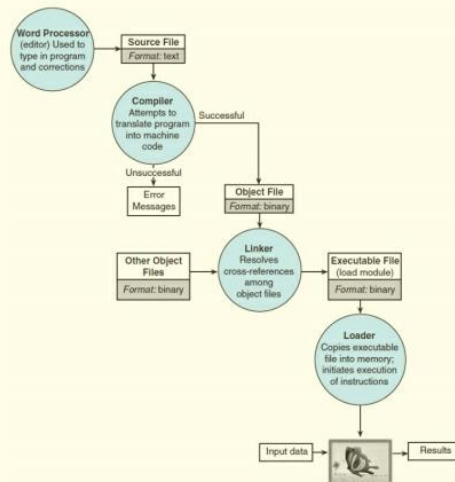 Word Processor
(editor) Used to
type in program
and corrections
Source File
Format: text
Compiler
Attempts to
translate program
into machine
code
Successful
Unsuccessful
Error
Messages
Object File
Format: binary
Other Object
Files
Format: binary
Linker
Resolves
cross-references
among
object files
Executable File
(load module)
Format: binary
Loader
Copies executable
file into memory;
initiates execution
of instructions
Input data
Results